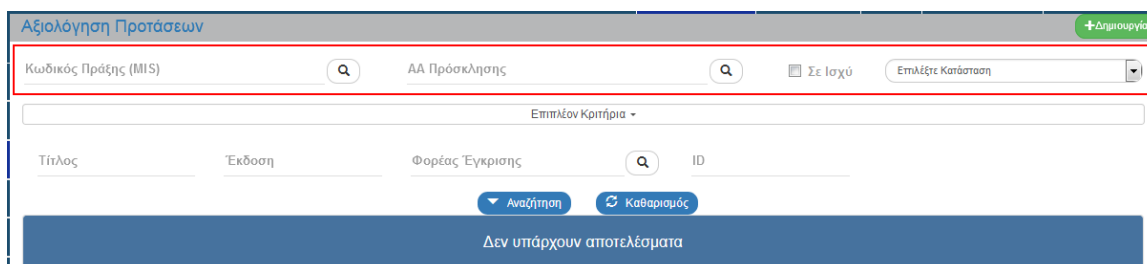 Αξιολόγηση Προτάσεων +Δημιουργία
Κωδικός Πράξης (MIS) ΑΑ Πρόσκλησης Σε Ισχύ Επιλέξτε Κατάσταση
Επιπλέον Κριτήρια
Τίτλος Έκδοση Φορέας Έγκρισης ID
Αναζήτηση Καθαρισμός
Δεν υπάρχουν αποτελέσματα